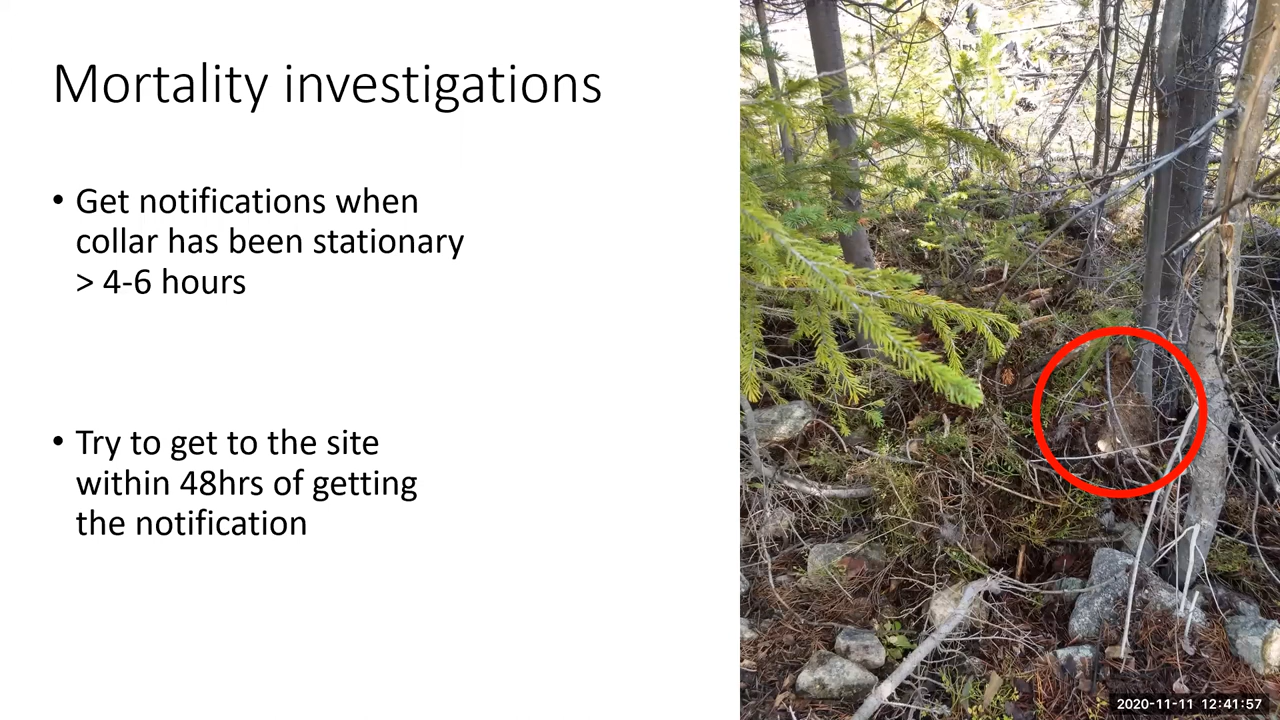 Mortality investigations
• Get notifications when
collar has been stationary
> 4-6 hours
• Try to get to the site
within 48hrs of getting
the notification
2020-11-11 12:41:57